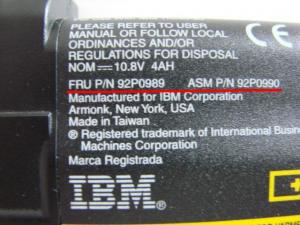 REFER TO USER
MANUAL OR FOLLOW LOCAL
ORDINANCES AND/OR
REGULATIONS FOR DISPOSAL
NOM — 10.8V 4AH
FRU P/N 92P0989 ASM P/N 92P0990
Manufactured for IBM Corporation
Armonk, New York, USA
Made in Taiwan
® Registered trademark of International Business
Machines Corporation
Marca Registrada
IBM